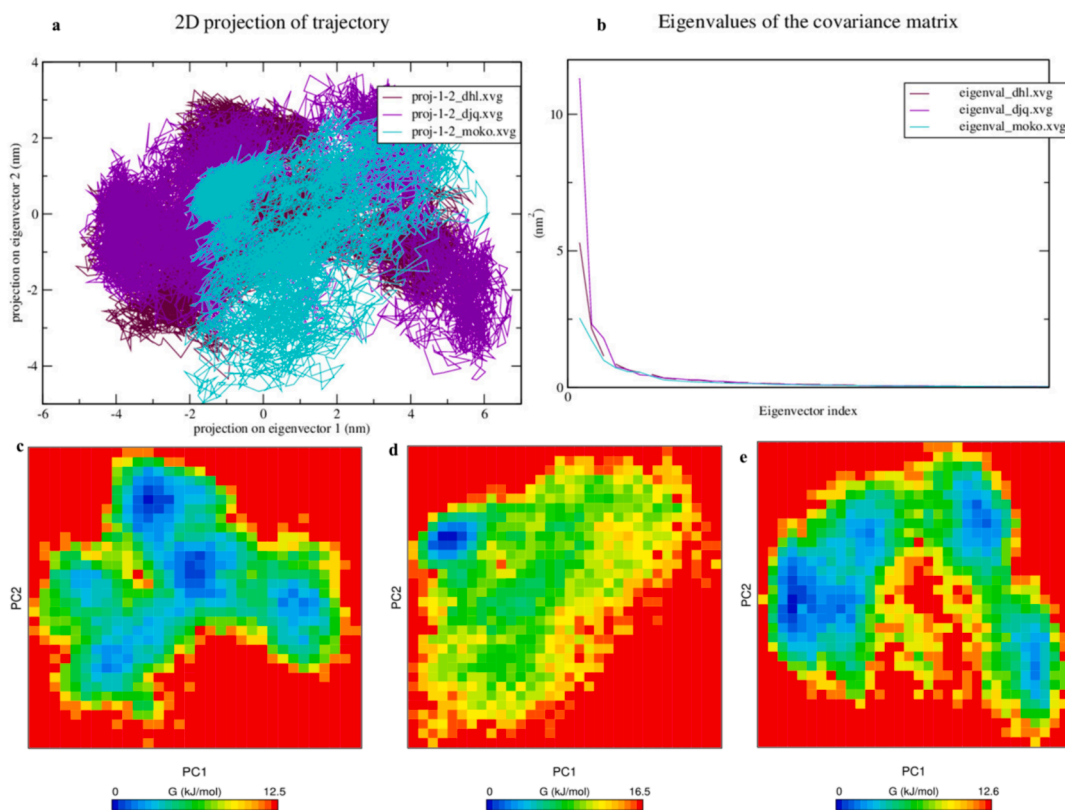 a
2D projection of trajectory
b
Eigenvalues of the covariance matrix
4
2
0
-2
-4
projection on eigenvector 2 (nm)
proj-1-2_dhl.xvg
proj-1-2_djq.xvg
proj-1-2_moko.xvg
-6
-4
-2
0
2
4
6
projection on eigenvector 1 (nm)
10
5
0
(nm²)
eigenval_dhl.xvg
eigenval_djq.xvg
eigenval_moko.xvg
0
Eigenvector index
c
PC2
PC1
0
G (kJ/mol)
12.5
d
PC2
PC1
0
G (kJ/mol)
16.5
e
PC2
PC1
0
G (kJ/mol)
12.6